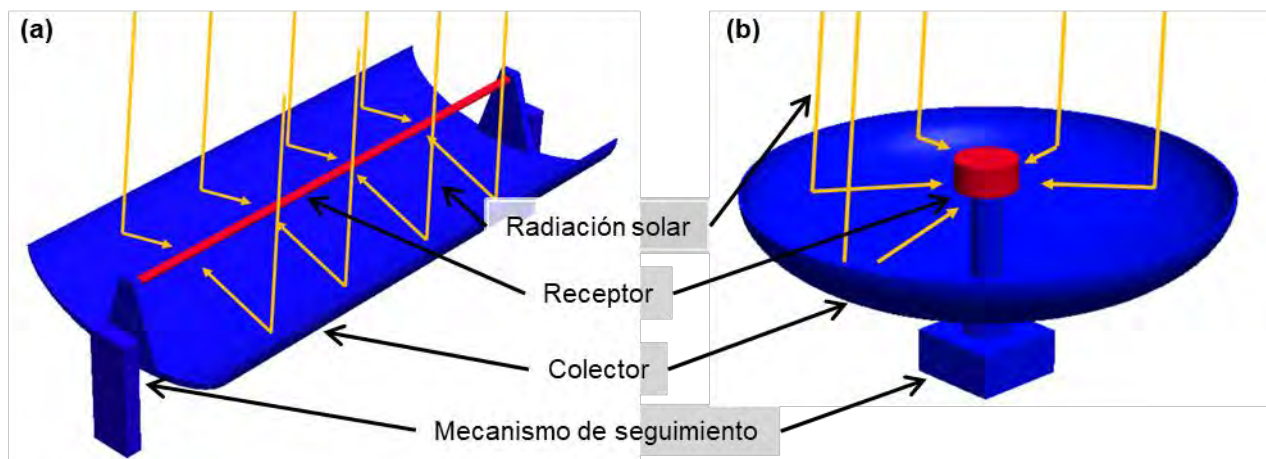 (a)
(b)
Radiación solar
Receptor
Colector
Mecanismo de seguimiento